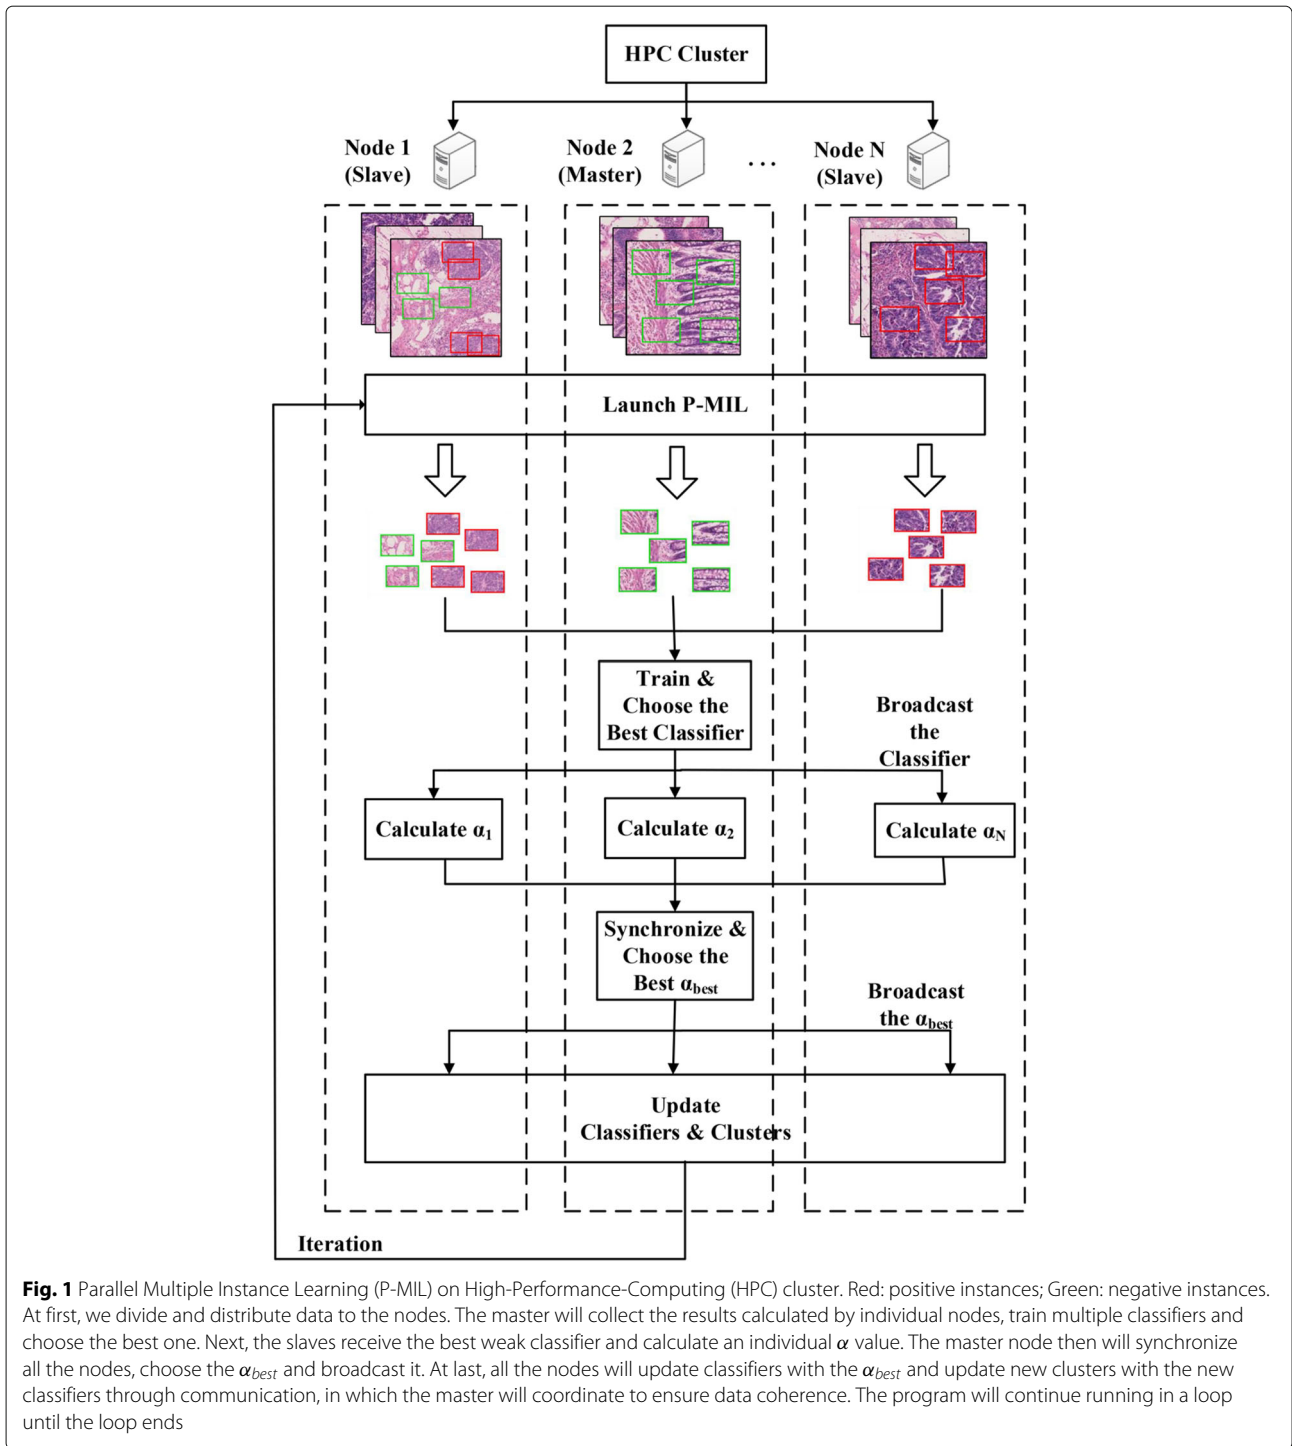 HPC Cluster
Node 1
(Slave)
Node 2
(Master)
...
Node N
(Slave)
Launch P-MIL
Train &
Choose the
Best Classifier
Broadcast
the
Classifier
Calculate α1
Calculate α2
Calculate αN
Synchronize &
Choose the
Best αbest
Broadcast
the αbest
Update
Classifiers & Clusters
Iteration
Fig. 1 Parallel Multiple Instance Learning (P-MIL) on High-Performance-Computing (HPC) cluster. Red: positive instances; Green: negative instances.
At first, we divide and distribute data to the nodes. The master will collect the results calculated by individual nodes, train multiple classifiers and
choose the best one. Next, the slaves receive the best weak classifier and calculate an individual α value. The master node then will synchronize
all the nodes, choose the αbest and broadcast it. At last, all the nodes will update classifiers with the αbest and update new clusters with the new
classifiers through communication, in which the master will coordinate to ensure data coherence. The program will continue running in a loop
until the loop ends